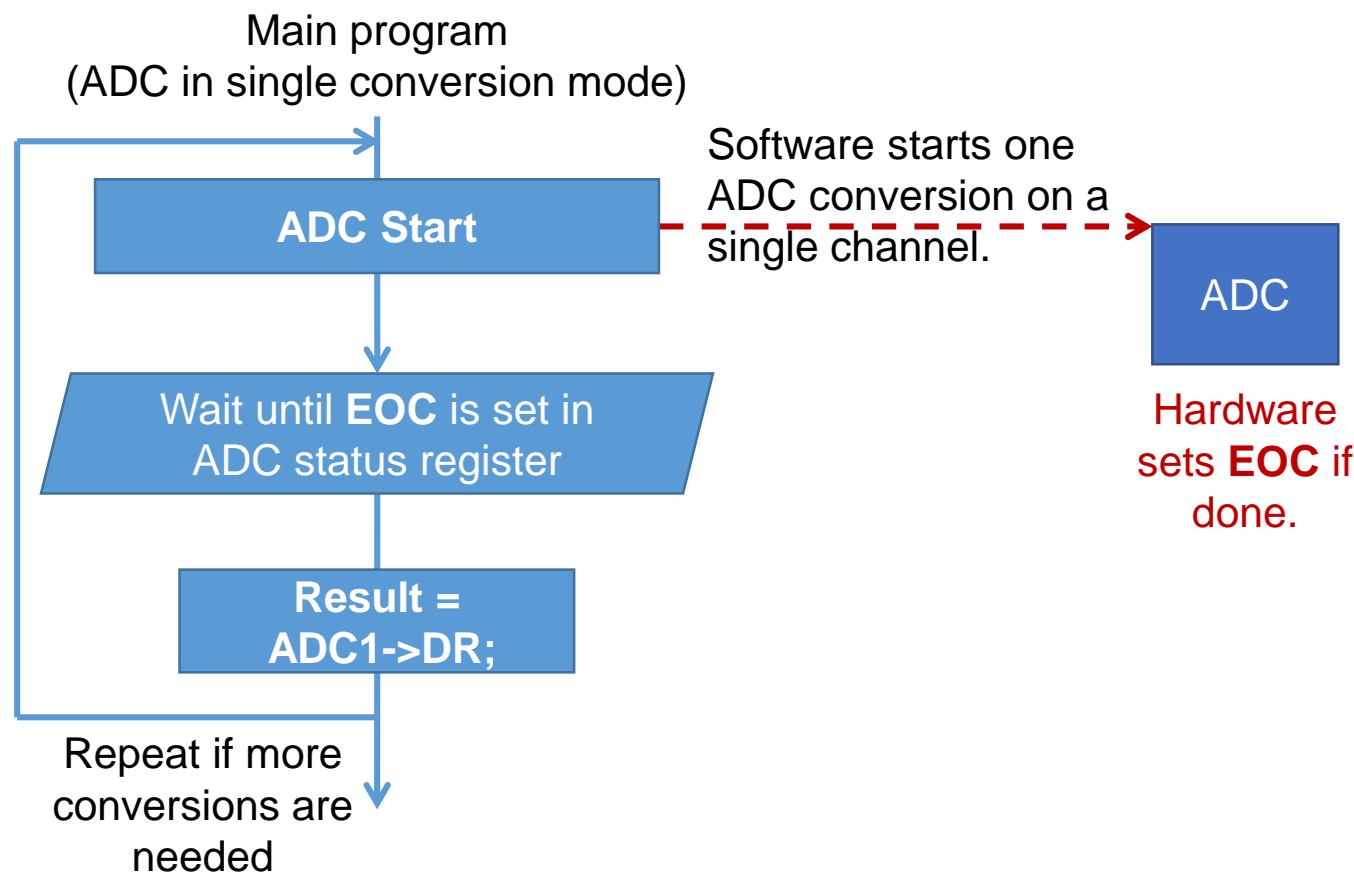 Main program
(ADC in single conversion mode)
Software starts one
ADC conversion on a
single channel.
ADC Start
ADC
Wait until EOC is set in
ADC status register
Hardware
sets EOC if
done.
Result =
ADC1->DR;
Repeat if more
conversions are
needed